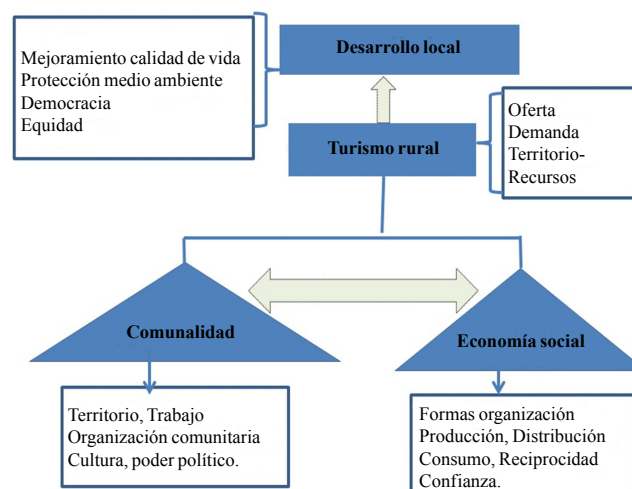 Desarrollo local
Mejoramiento calidad de vida
Protección medio ambiente
Democracia
Equidad
Turismo rural
Oferta
Demanda
Territorio-
Recursos
Comunalidad
Economía social
Territorio, Trabajo
Organización comunitaria
Cultura, poder político.
Formas organización
Producción, Distribución
Consumo, Reciprocidad
Confianza.